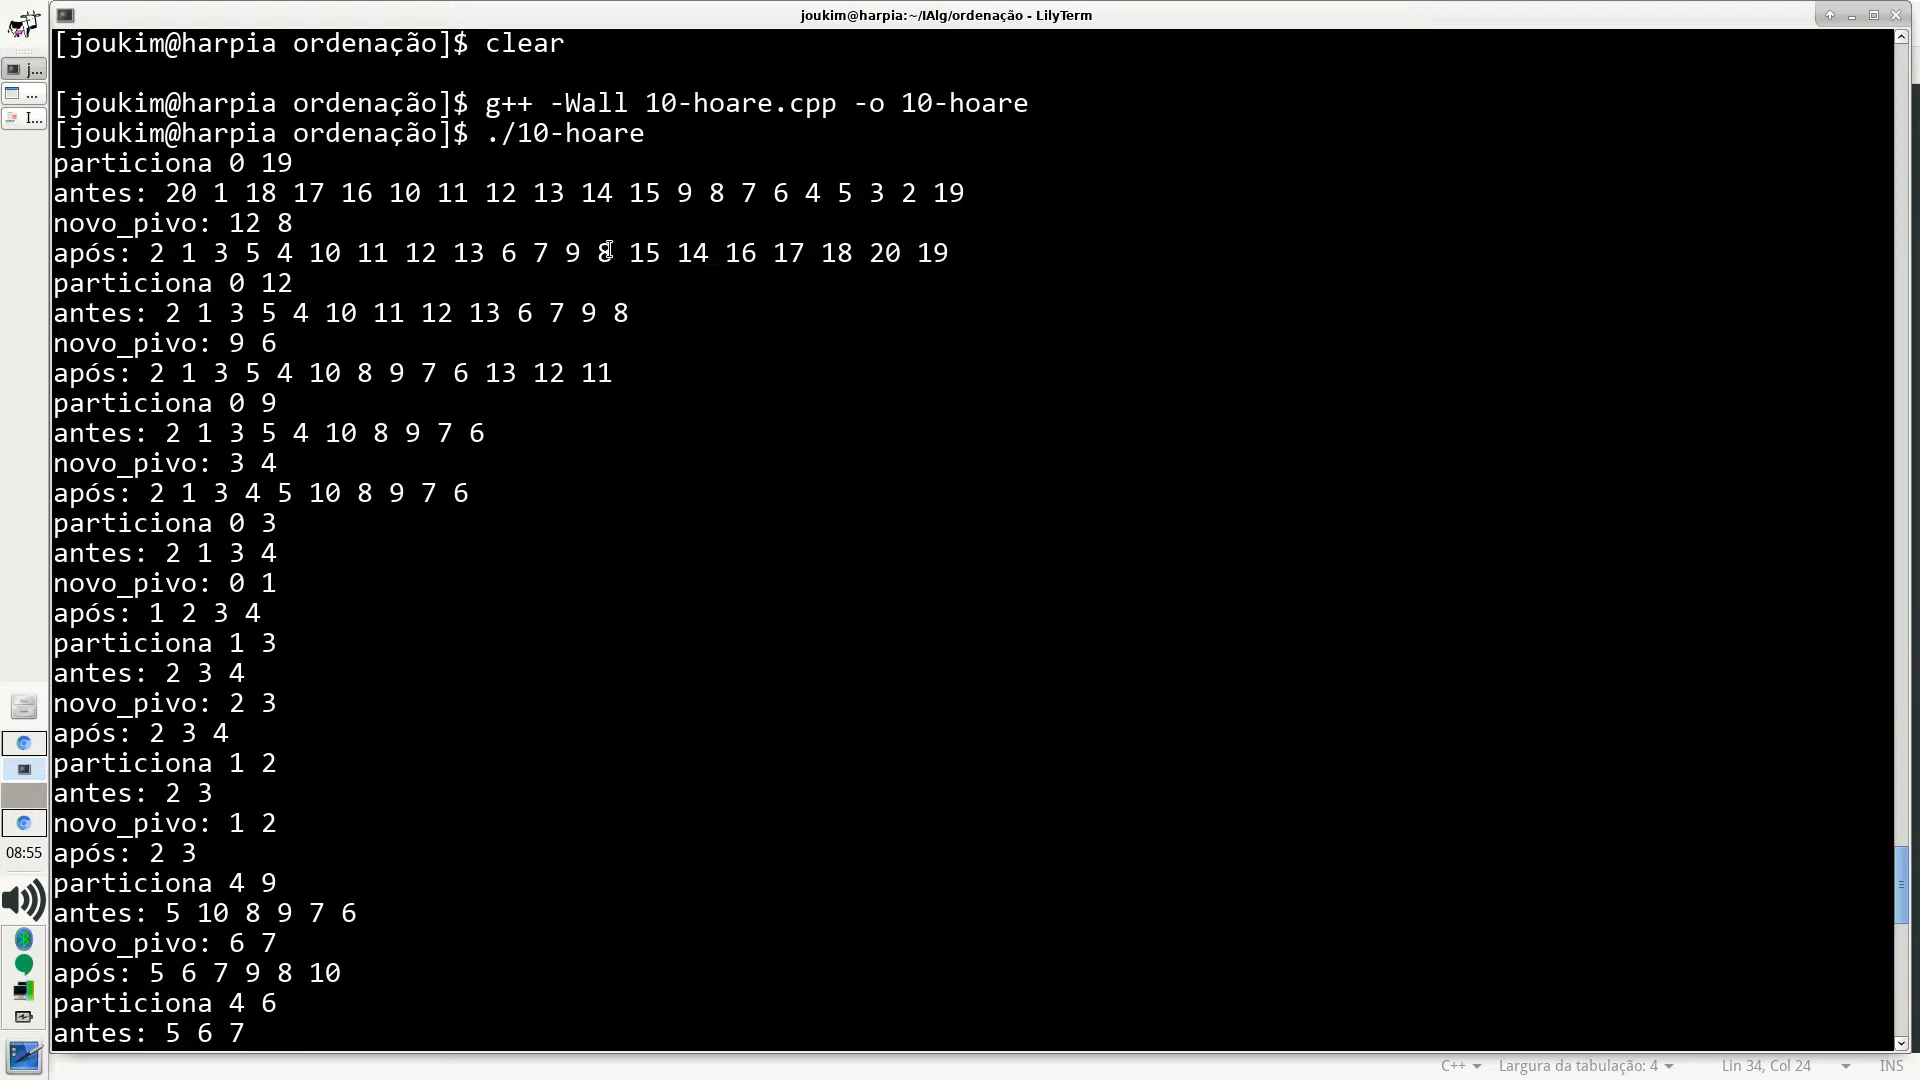 joukim@harpia:~/IAlg/ordenação - LilyTerm
[joukim@harpia ordenação]$ clear
[joukim@harpia ordenação]$ g++ -Wall 10-hoare.cpp -o 10-hoare
[joukim@harpia ordenação]$ ./10-hoare
particiona 0 19
antes: 20 1 18 17 16 10 11 12 13 14 15 9 8 7 6 4 5 3 2 19
novo_pivo: 12 8
após: 2 1 3 5 4 10 11 12 13 6 7 9 8 15 14 16 17 18 20 19
particiona 0 12
antes: 2 1 3 5 4 10 11 12 13 6 7 9 8
novo_pivo: 9 6
após: 2 1 3 5 4 10 8 9 7 6 13 12 11
particiona 0 9
antes: 2 1 3 5 4 10 8 9 7 6
novo_pivo: 3 4
após: 2 1 3 4 5 10 8 9 7 6
particiona 0 3
antes: 2 1 3 4
novo_pivo: 0 1
após: 1 2 3 4
particiona 1 3
antes: 2 3 4
novo_pivo: 2 3
após: 2 3 4
particiona 1 2
antes: 2 3
novo_pivo: 1 2
após: 2 3
particiona 4 9
antes: 5 10 8 9 7 6
novo_pivo: 6 7
após: 5 6 7 9 8 10
particiona 4 6
antes: 5 6 7
j...
...
I...
08:55
C++ Largura da tabulação: 4 Lin 34, Col 24 INS